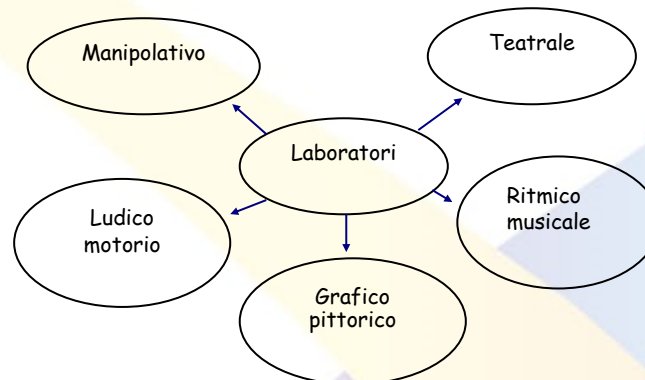 Manipolativo
Teatrale
Laboratori
Ludico
motorio
Ritmico
musicale
Grafico
pittorico